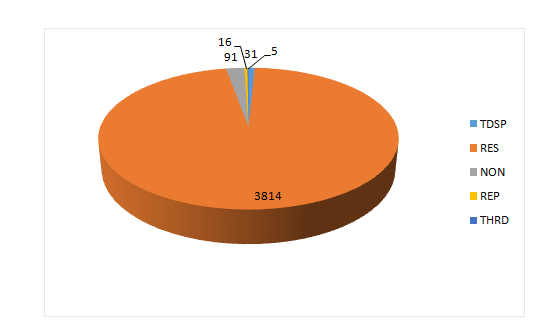 16
5
91
31
3814
TDSP
RES
NON
REP
THRD